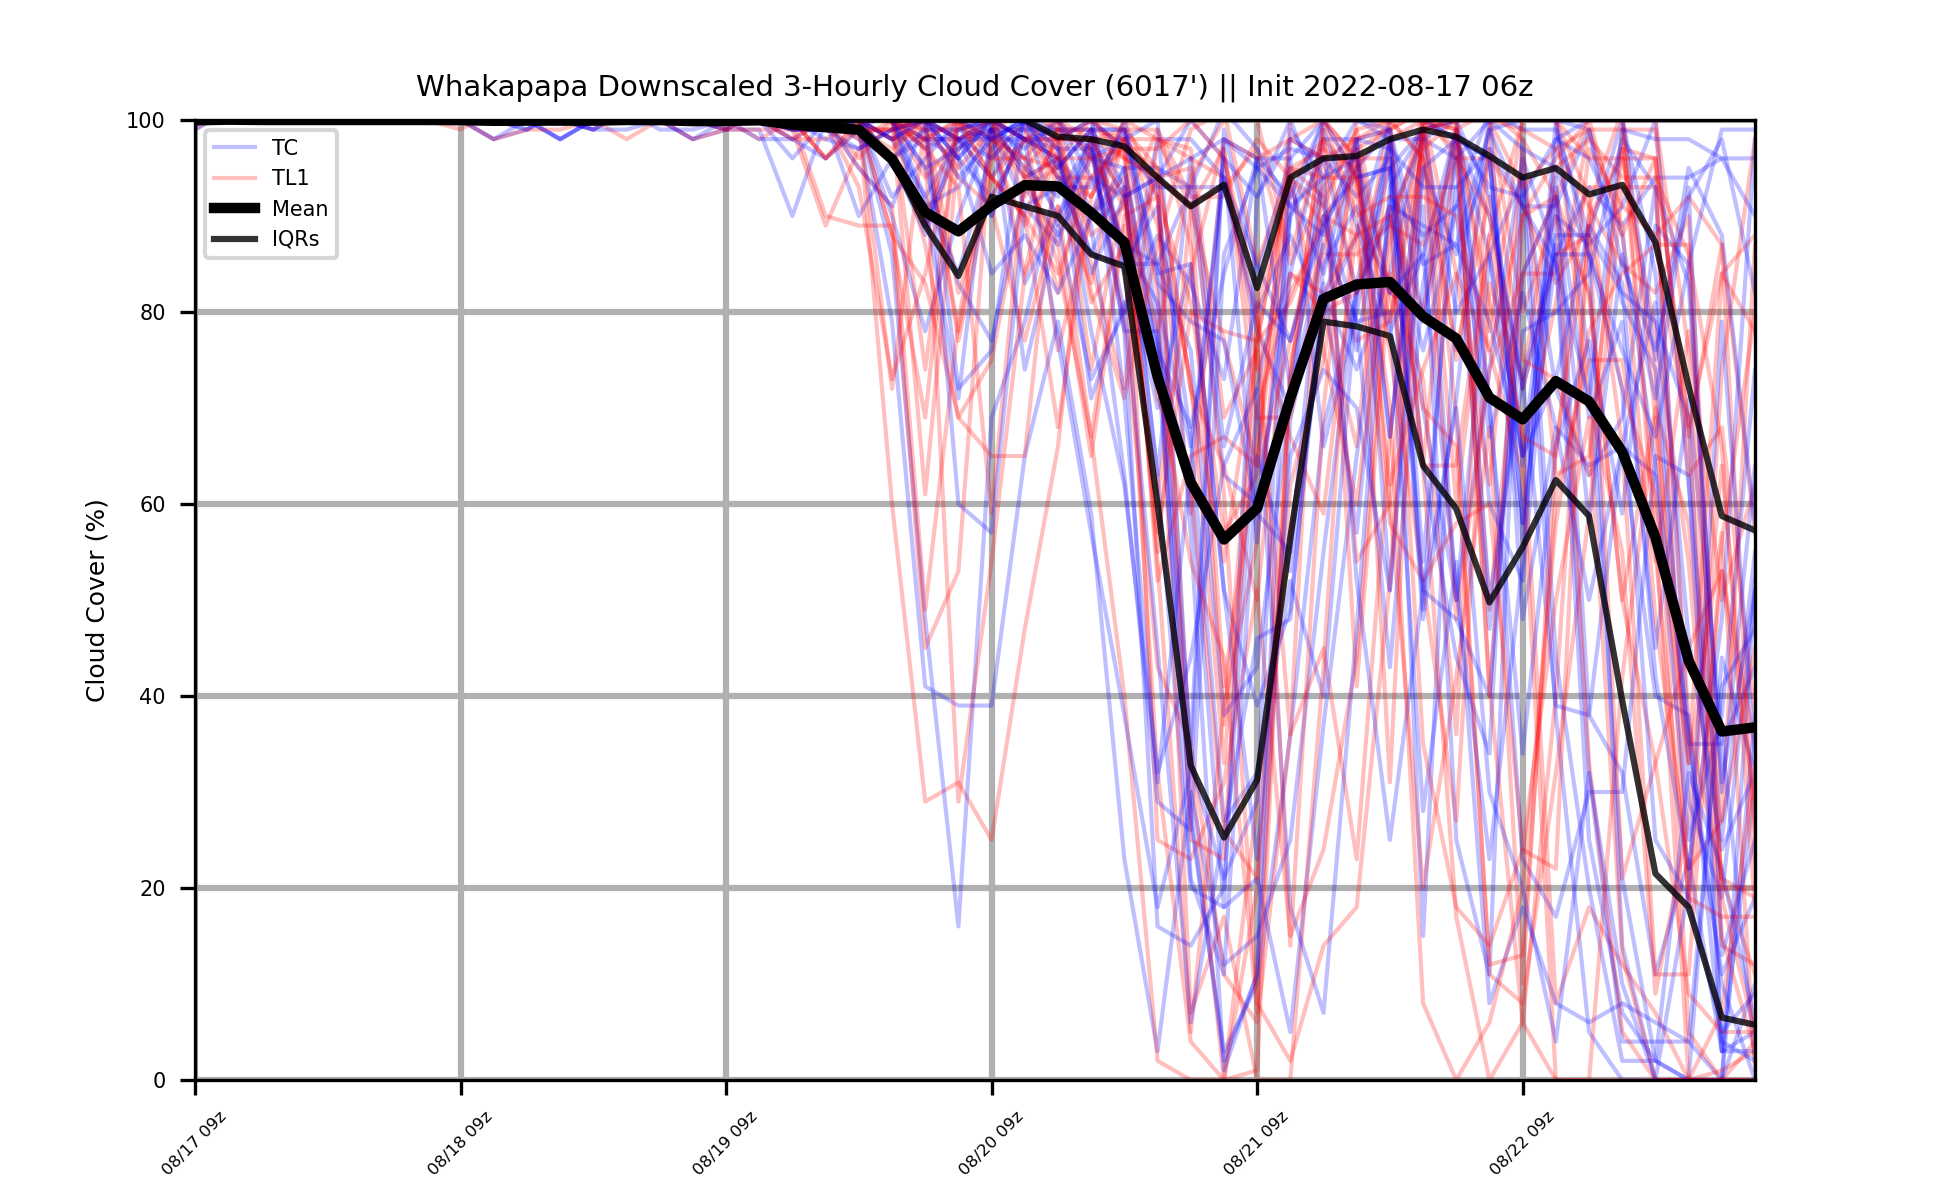 Whakapapa Downscaled 3-Hourly Cloud Cover (6017') || Init 2022-08-17 06z
Cloud Cover (%)
100
80
60
40
20
0
TC
TL1
Mean
IQRs
08/17 09z
08/18 09z
08/19 09z
08/20 09z
08/21 09z
08/22 09z